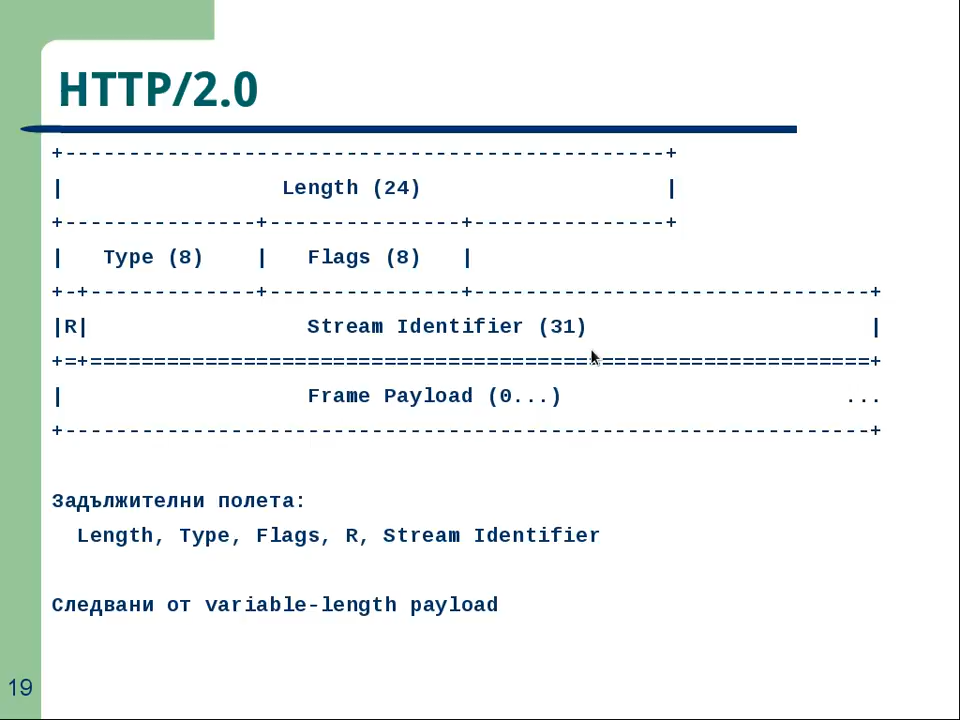 HTTP/2.0
+-----------------------------------------------+
|                 Length (24)                   |
+---------------+---------------+---------------+
|   Type (8)    |   Flags (8)   |
+-+-------------+---------------+-------------------------------+
|R|                 Stream Identifier (31)                      |
+=+=============================================================+
|                   Frame Payload (0...)                      ...
+---------------------------------------------------------------+
Задължителни полета:
Length, Type, Flags, R, Stream Identifier
Следвани от variable-length payload
19